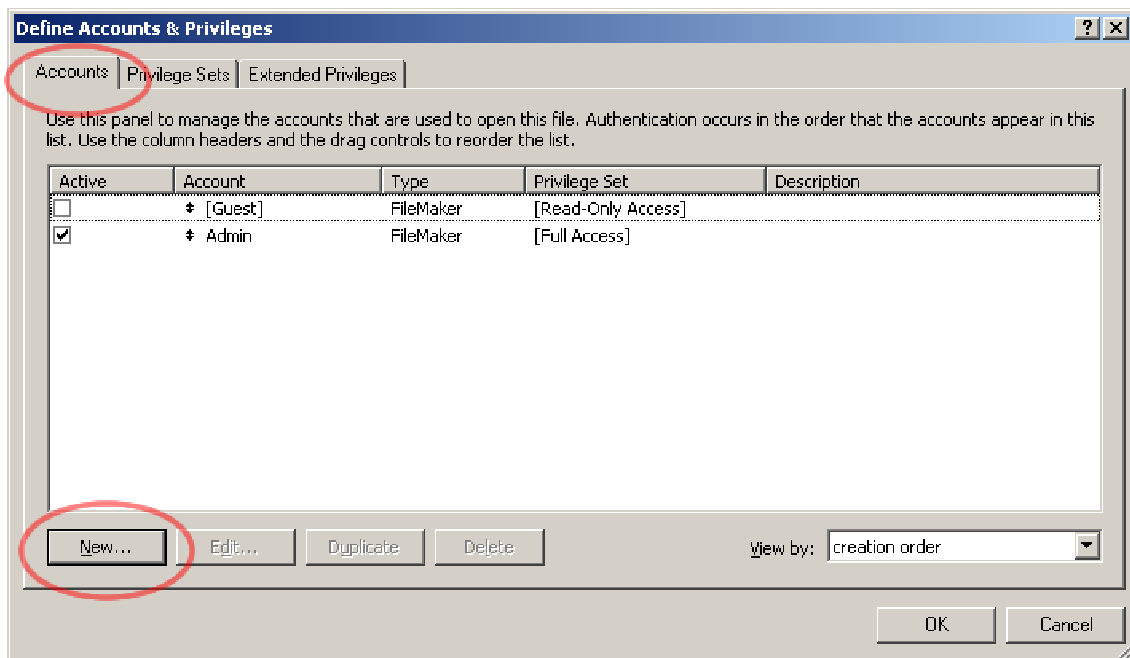 Define Accounts & Privileges
Accounts Privilege Sets Extended Privileges
Use this panel to manage the accounts that are used to open this file. Authentication occurs in the order that the accounts appear in this
list. Use the column headers and the drag controls to reorder the list.
Active Account Type Privilege Set Description
[Guest] FileMaker [Read-Only Access]
Admin FileMaker [Full Access]
New... Edit... Duplicate Delete View by: creation order
OK Cancel